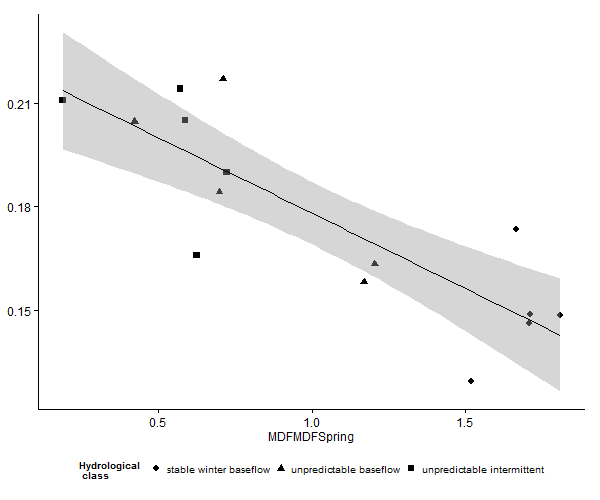 0.21
0.18
0.15
0.5 1.0 1.5
MDFMDFSpring
Hydrological
class
stable winter baseflow unpredictable baseflow unpredictable intermittent